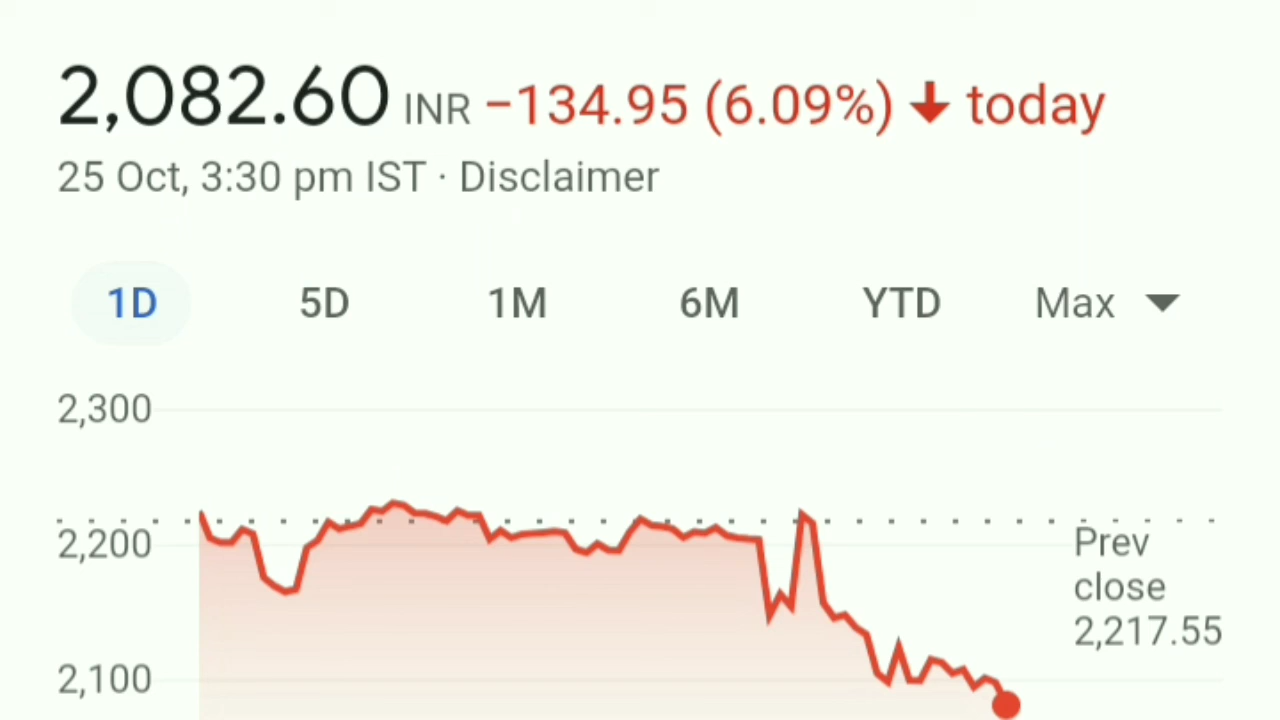 2,082.60 INR −134.95 (6.09%) ↓ today
25 Oct, 3:30 pm IST · Disclaimer
1D 5D 1M 6M YTD Max
2,300
2,200
2,100
Prev
close
2,217.55